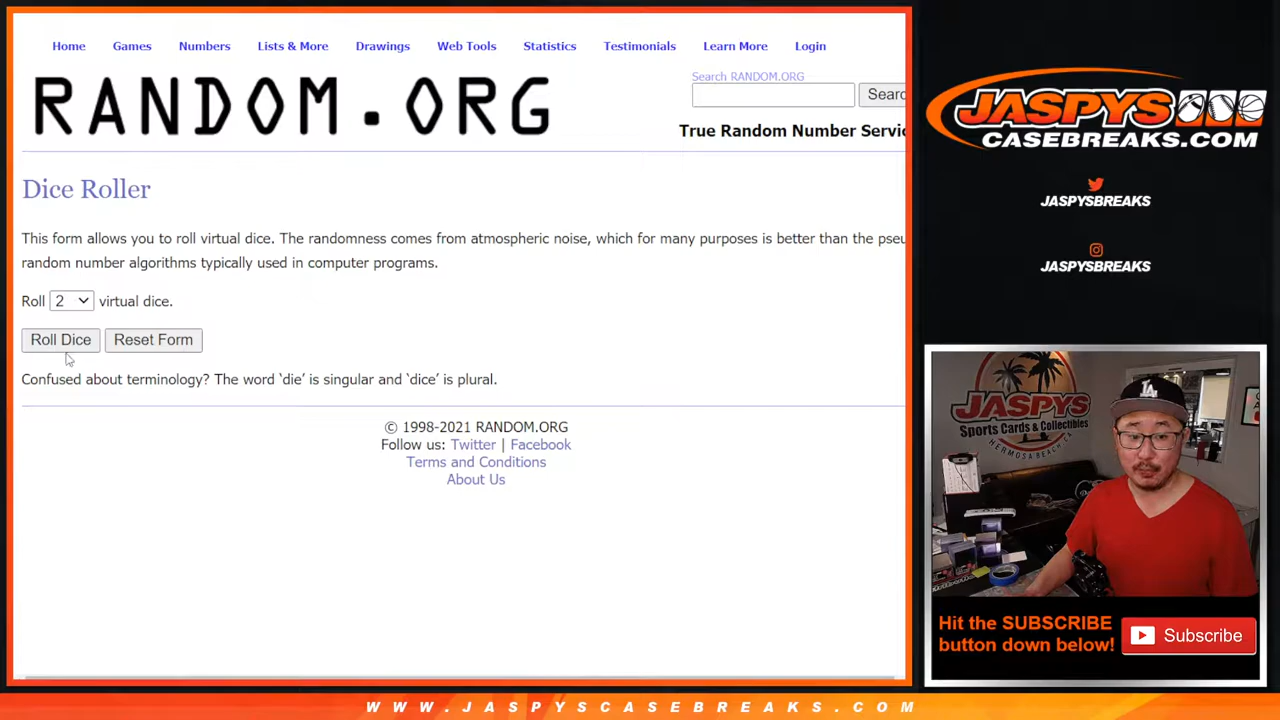 Home Games Numbers Lists & More Drawings Web Tools Statistics Testimonials Learn More Login
RANDOM.ORG
Search RANDOM.ORG
Searc
True Random Number Servic
Dice Roller
This form allows you to roll virtual dice. The randomness comes from atmospheric noise, which for many purposes is better than the pseu
random number algorithms typically used in computer programs.
Roll 2 virtual dice.
Roll Dice Reset Form
Confused about terminology? The word ‘die’ is singular and ‘dice’ is plural.
© 1998-2021 RANDOM.ORG
Follow us: Twitter | Facebook
Terms and Conditions
About Us
JASPYS
CASEBREAKS.COM
JASPYSBREAKS
JASPYSBREAKS
JASPYS
Sports Cards & Collectibles
HERMOSA BEACH CA
LA
Hit the SUBSCRIBE
button down below!
Subscribe
WWW.JASPYSCASEBREAKS.COM